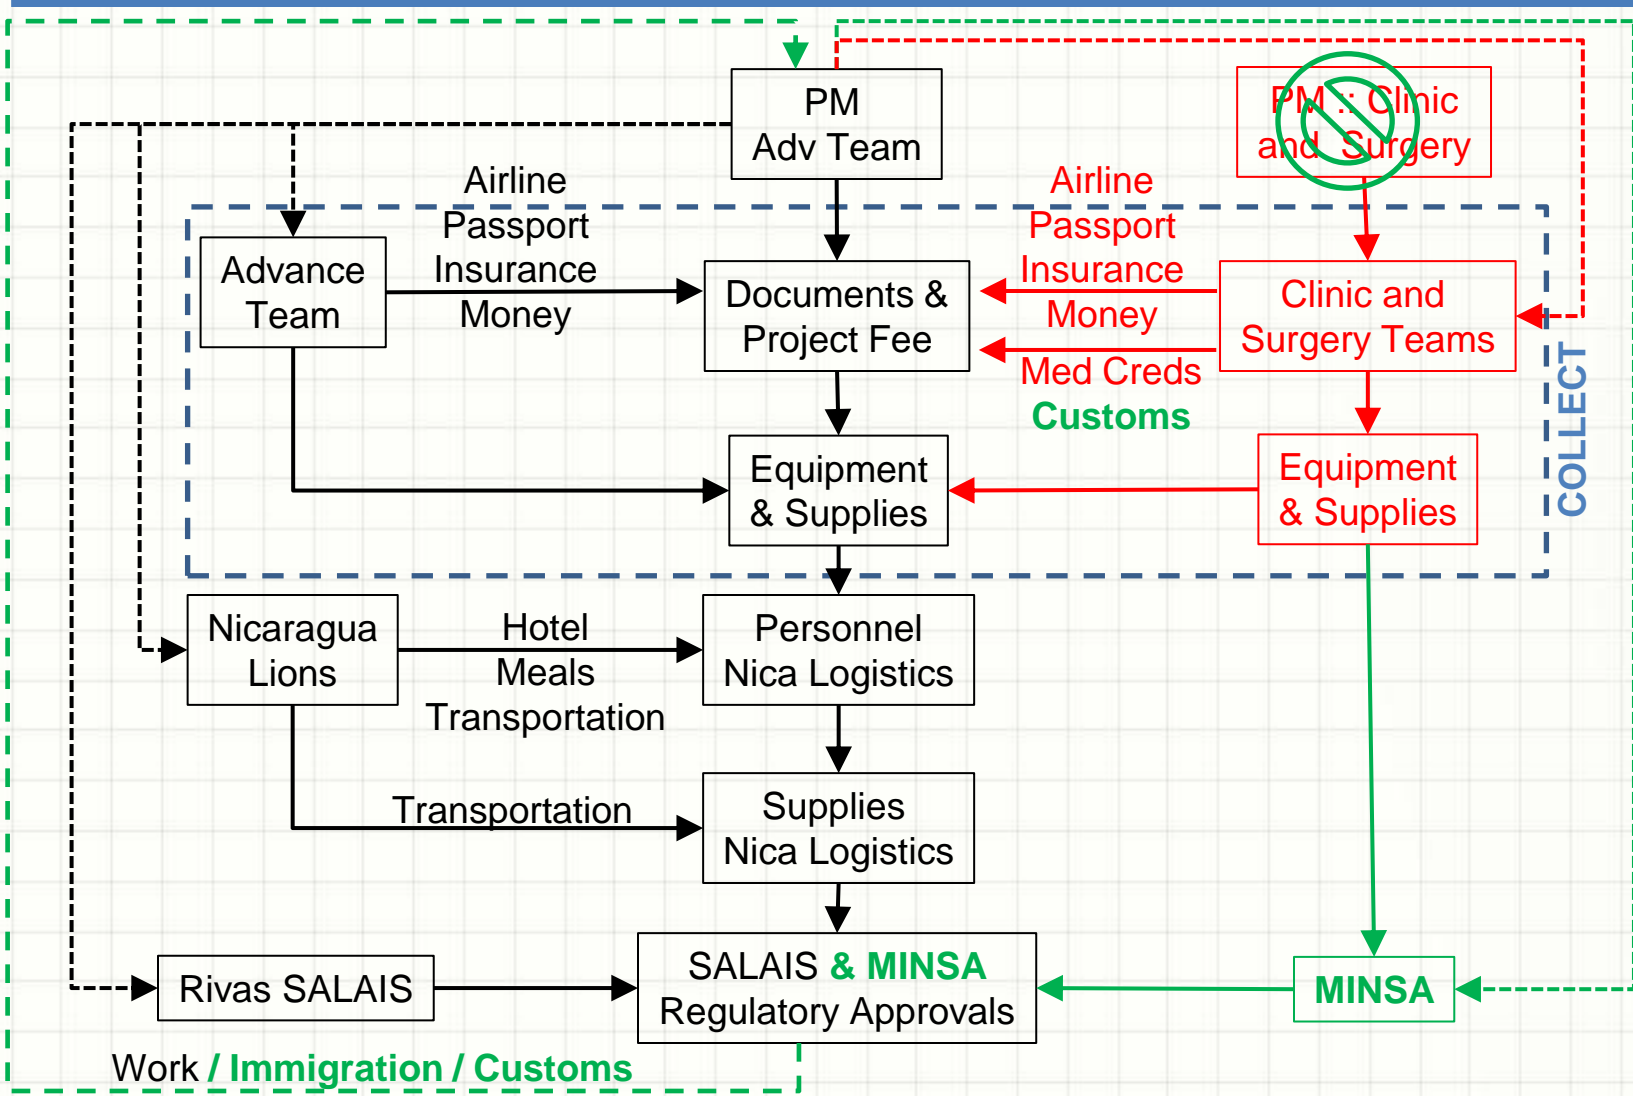 PM
Adv Team
PM :: Clinic
and Surgery
Airline
Passport
Insurance
Money
Airline
Passport
Insurance
Money
Med Creds
Customs
Advance
Team
Documents &
Project Fee
Clinic and
Surgery Teams
COLLECT
Equipment
& Supplies
Equipment
& Supplies
Nicaragua
Lions
Hotel
Meals
Transportation
Personnel
Nica Logistics
Transportation
Supplies
Nica Logistics
Rivas SALAIS
SALAIS & MINSA
Regulatory Approvals
MINSA
Work / Immigration / Customs